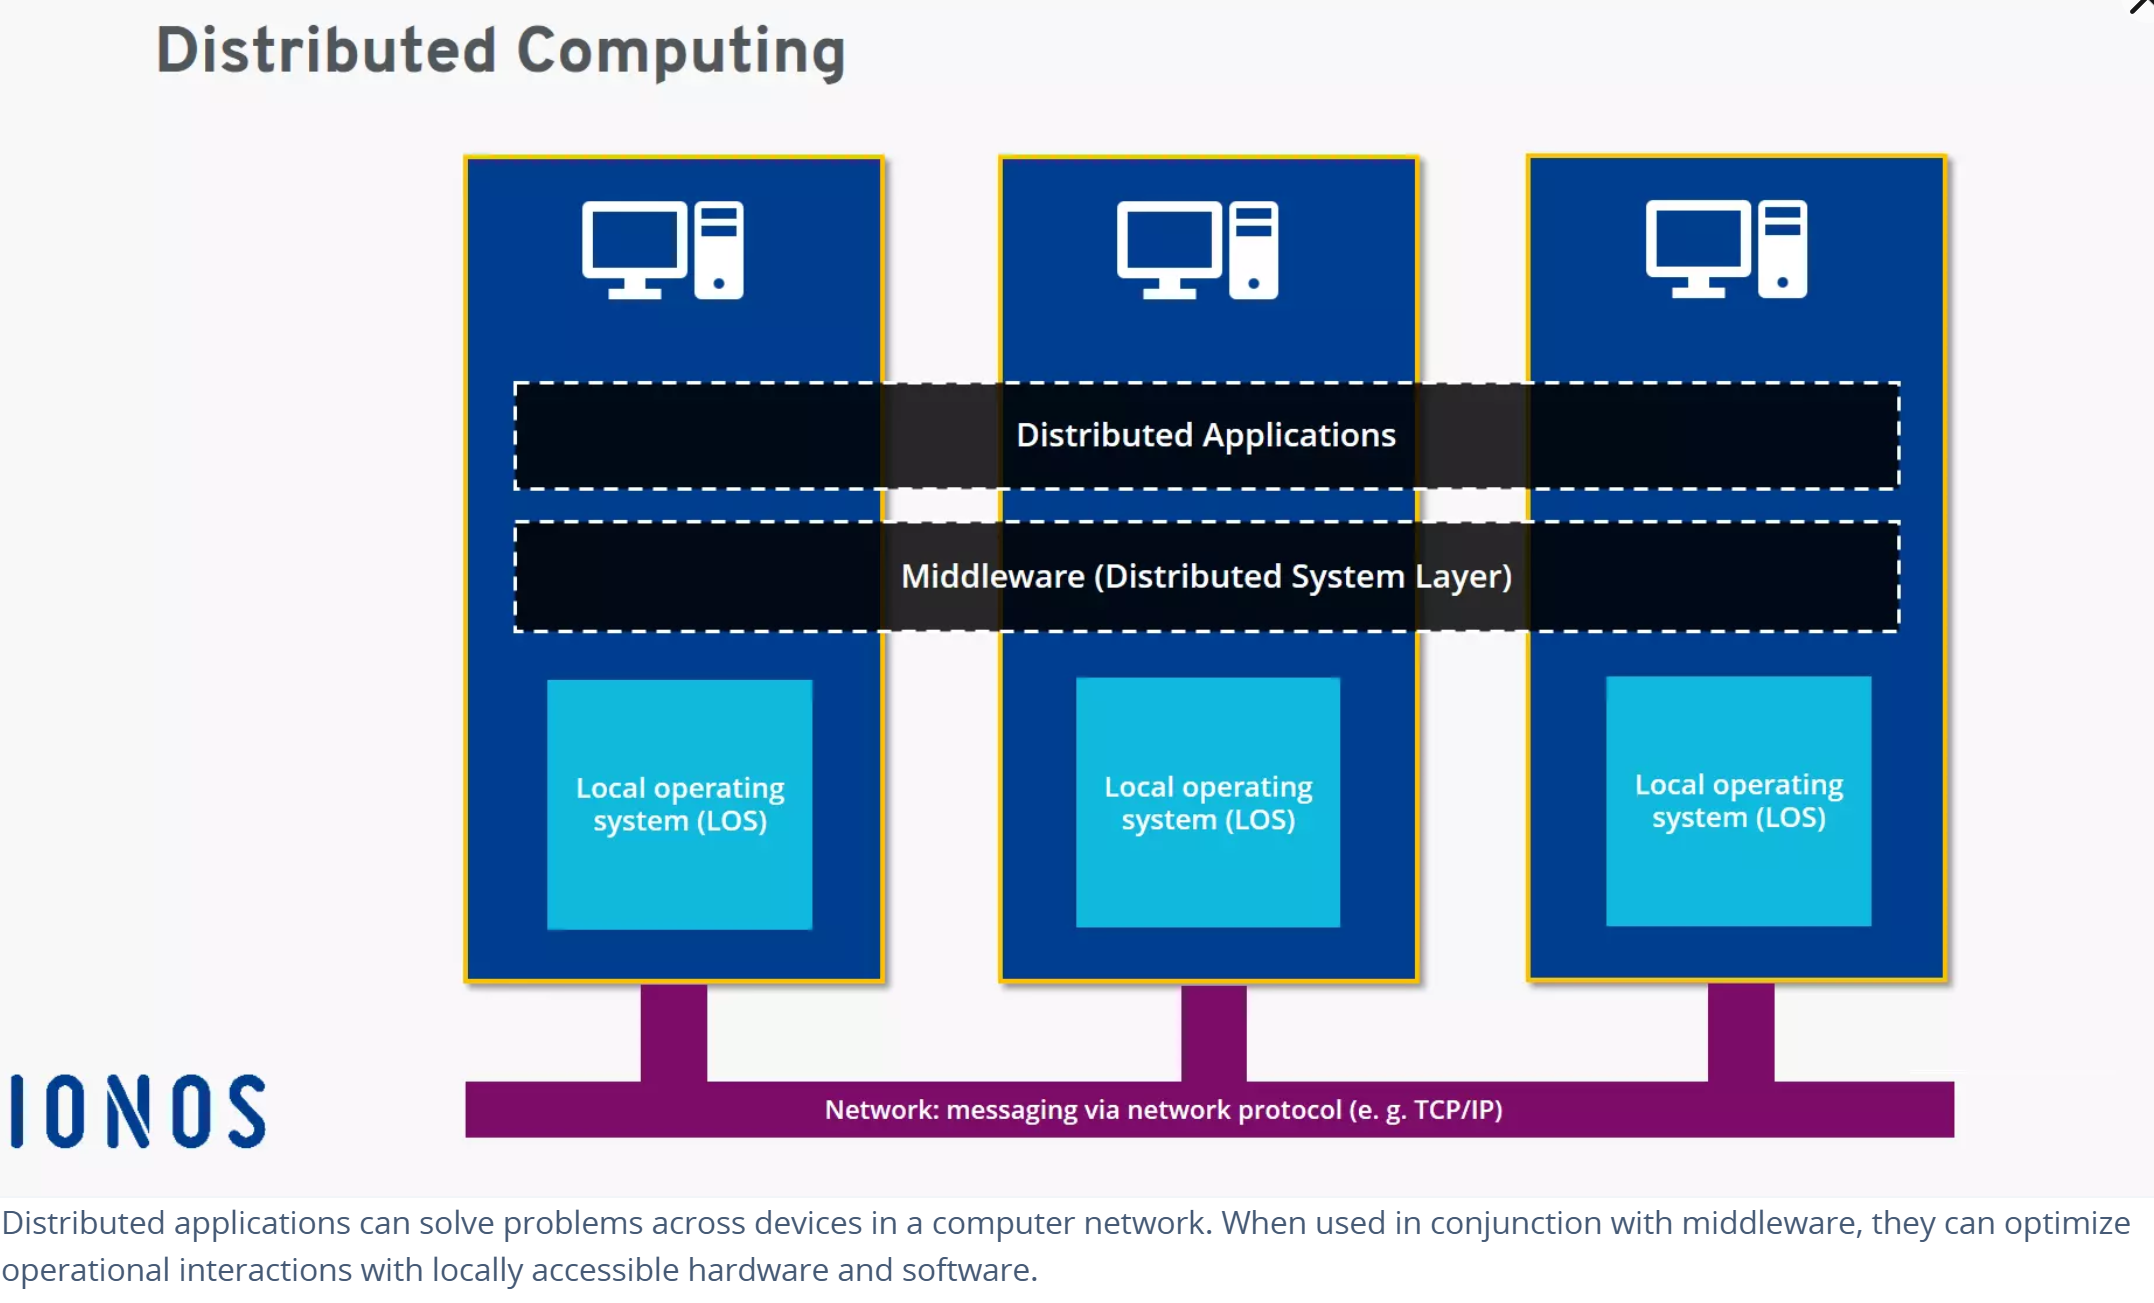 Distributed Computing
Distributed Applications
Middleware (Distributed System Layer)
Local operating
system (LOS)
Local operating
system (LOS)
Local operating
system (LOS)
Network: messaging via network protocol (e. g. TCP/IP)
IONOS
Distributed applications can solve problems across devices in a computer network. When used in conjunction with middleware, they can optimize
operational interactions with locally accessible hardware and software.